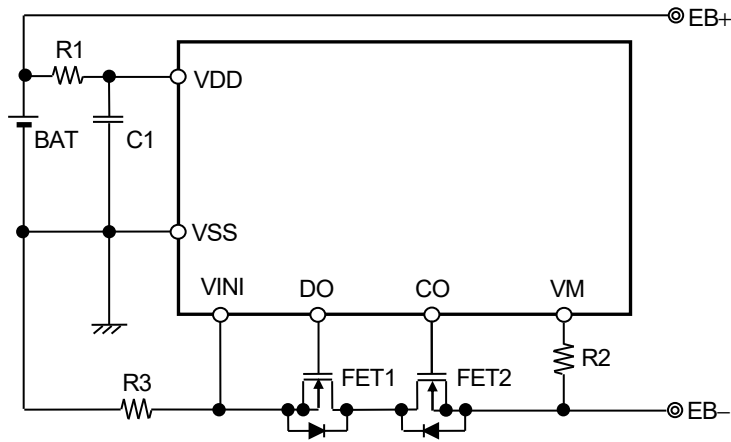 EB+
R1
VDD
BAT
C1
VSS
VINI
DO
CO
VM
R3
FET1
FET2
R2
EB−